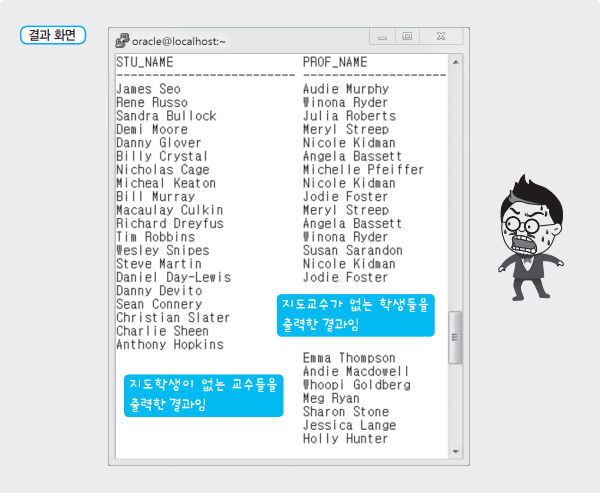 결과 화면
oracle@localhost:~
STU_NAME PROF_NAME
------------------------- --------------------
James Seo Audie Murphy
Rene Russo Winona Ryder
Sandra Bullock Julia Roberts
Demi Moore Meryl Streep
Danny Glover Nicole Kidman
Billy Crystal Angela Bassett
Nicholas Cage Michelle Pfeiffer
Micheal Keaton Nicole Kidman
Bill Murray Jodie Foster
Macaulay Culkin Meryl Streep
Richard Dreyfus Angela Bassett
Tim Robbins Winona Ryder
Wesley Snipes Susan Sarandon
Steve Martin Nicole Kidman
Daniel Day-Lewis Jodie Foster
Danny Devito
Sean Connery
Christian Slater
Charlie Sheen
Anthony Hopkins
지도교수가 없는 학생들을
출력한 결과임
Emma Thompson
Andie Macdowell
Whoopi Goldberg
Meg Ryan
Sharon Stone
Jessica Lange
Holly Hunter
지도학생이 없는 교수들을
출력한 결과임